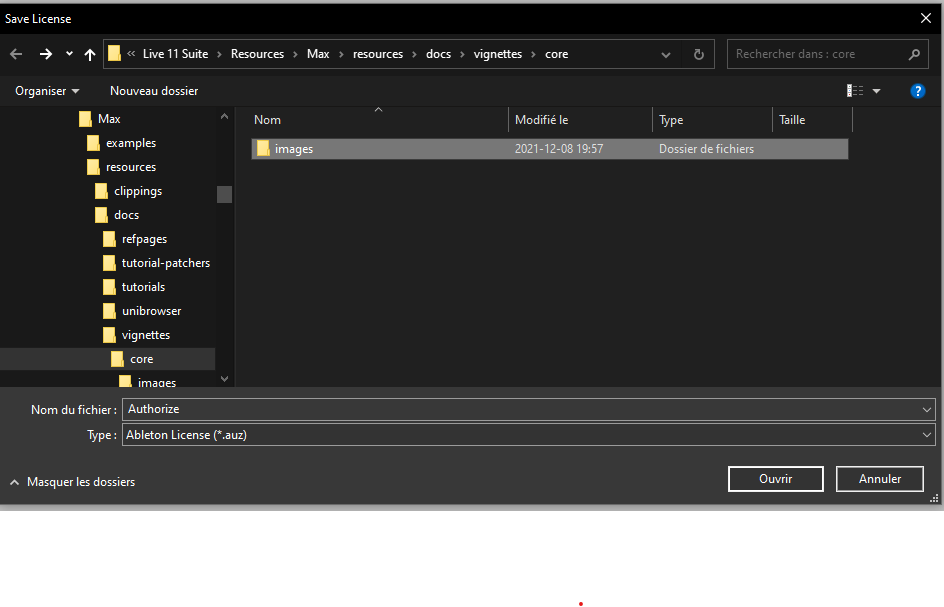 Save License
« Live 11 Suite › Resources › Max › resources › docs › vignettes › core
Rechercher dans : core
Organiser
Nouveau dossier
?
Max
examples
resources
clippings
docs
refpages
tutorial-patchers
tutorials
unibrowser
vignettes
core
images
Nom
Modifié le
Type
Taille
images
2021-12-08 19:57
Dossier de fichiers
Nom du fichier :
Authorize
Type :
Ableton License (*.auz)
Masquer les dossiers
Ouvrir
Annuler